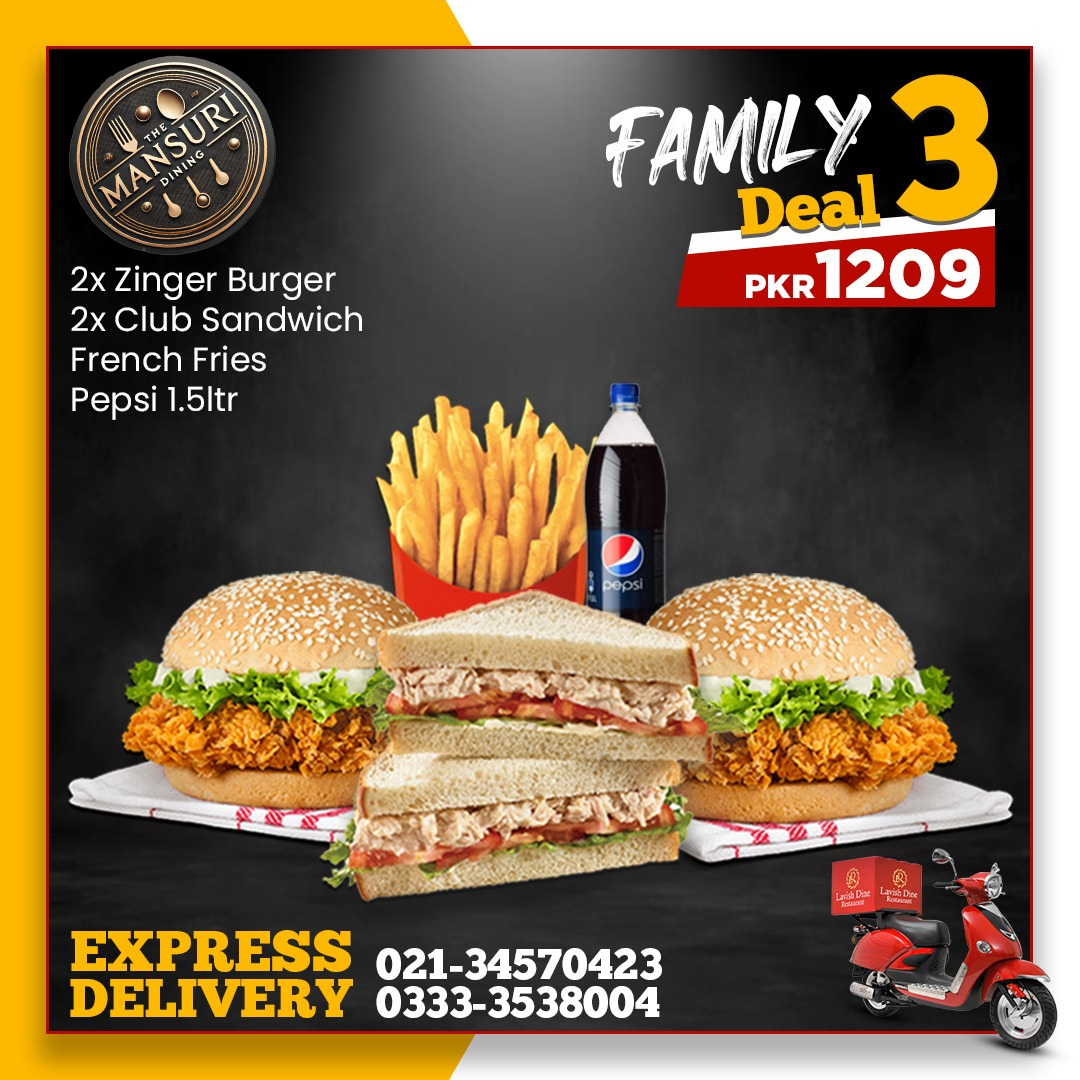 THE
MANSURI
DINING
FAMILY
Deal 3
PKR 1209
2x Zinger Burger
2x Club Sandwich
French Fries
Pepsi 1.5ltr
pepsi
Lavish Dine
Restaurant
Lavish Dine
Restaurant
EXPRESS
DELIVERY
021-34570423
0333-3538004